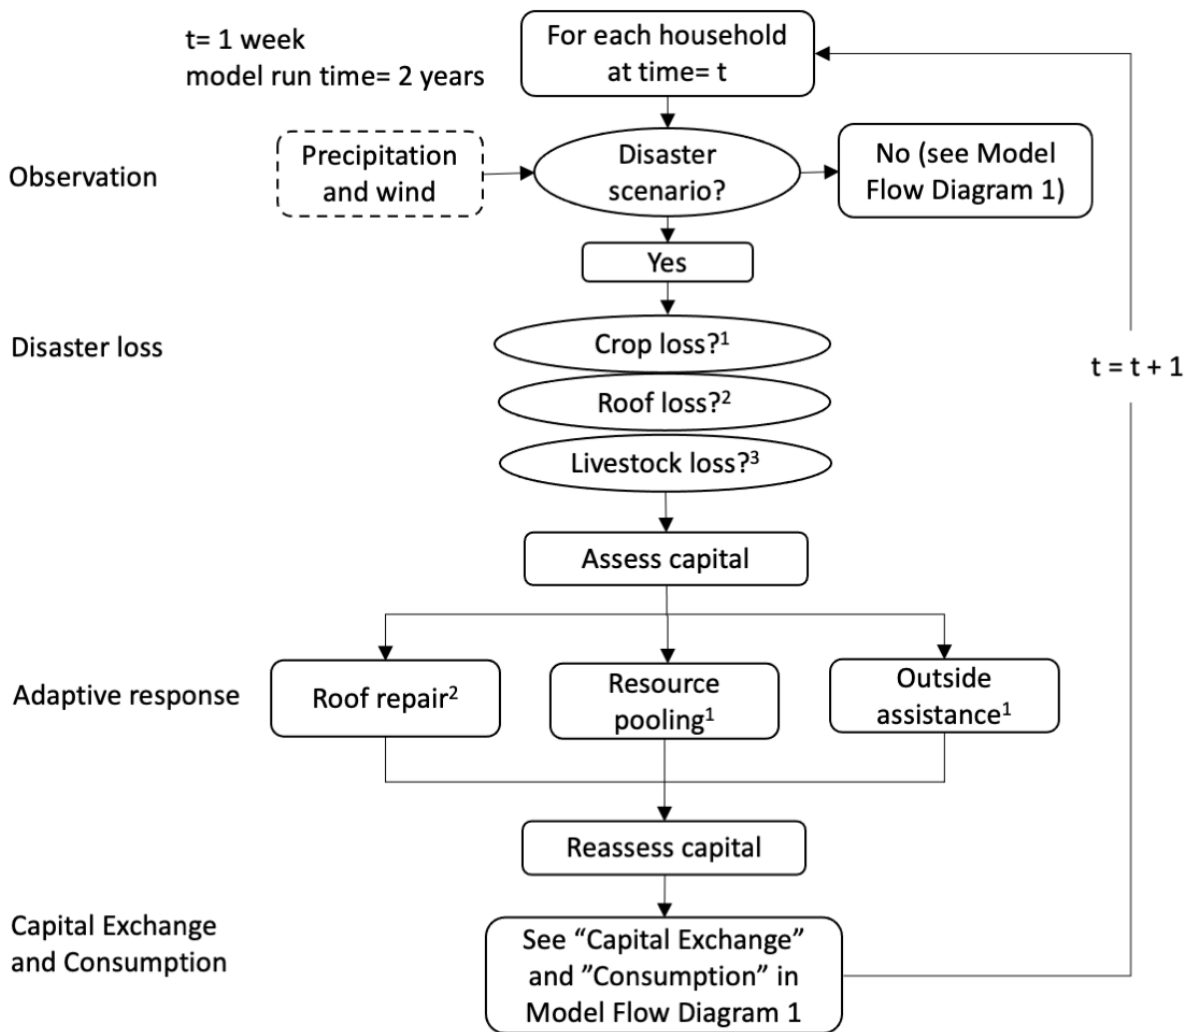 t= 1 week
model run time= 2 years
For each household
at time= t
Observation
Precipitation
and wind
Disaster
scenario?
No (see Model
Flow Diagram 1)
Yes
Disaster loss
Crop loss?¹
Roof loss?²
Livestock loss?³
t = t + 1
Assess capital
Adaptive response
Roof repair²
Resource
pooling¹
Outside
assistance¹
Reassess capital
Capital Exchange
and Consumption
See “Capital Exchange”
and ”Consumption” in
Model Flow Diagram 1